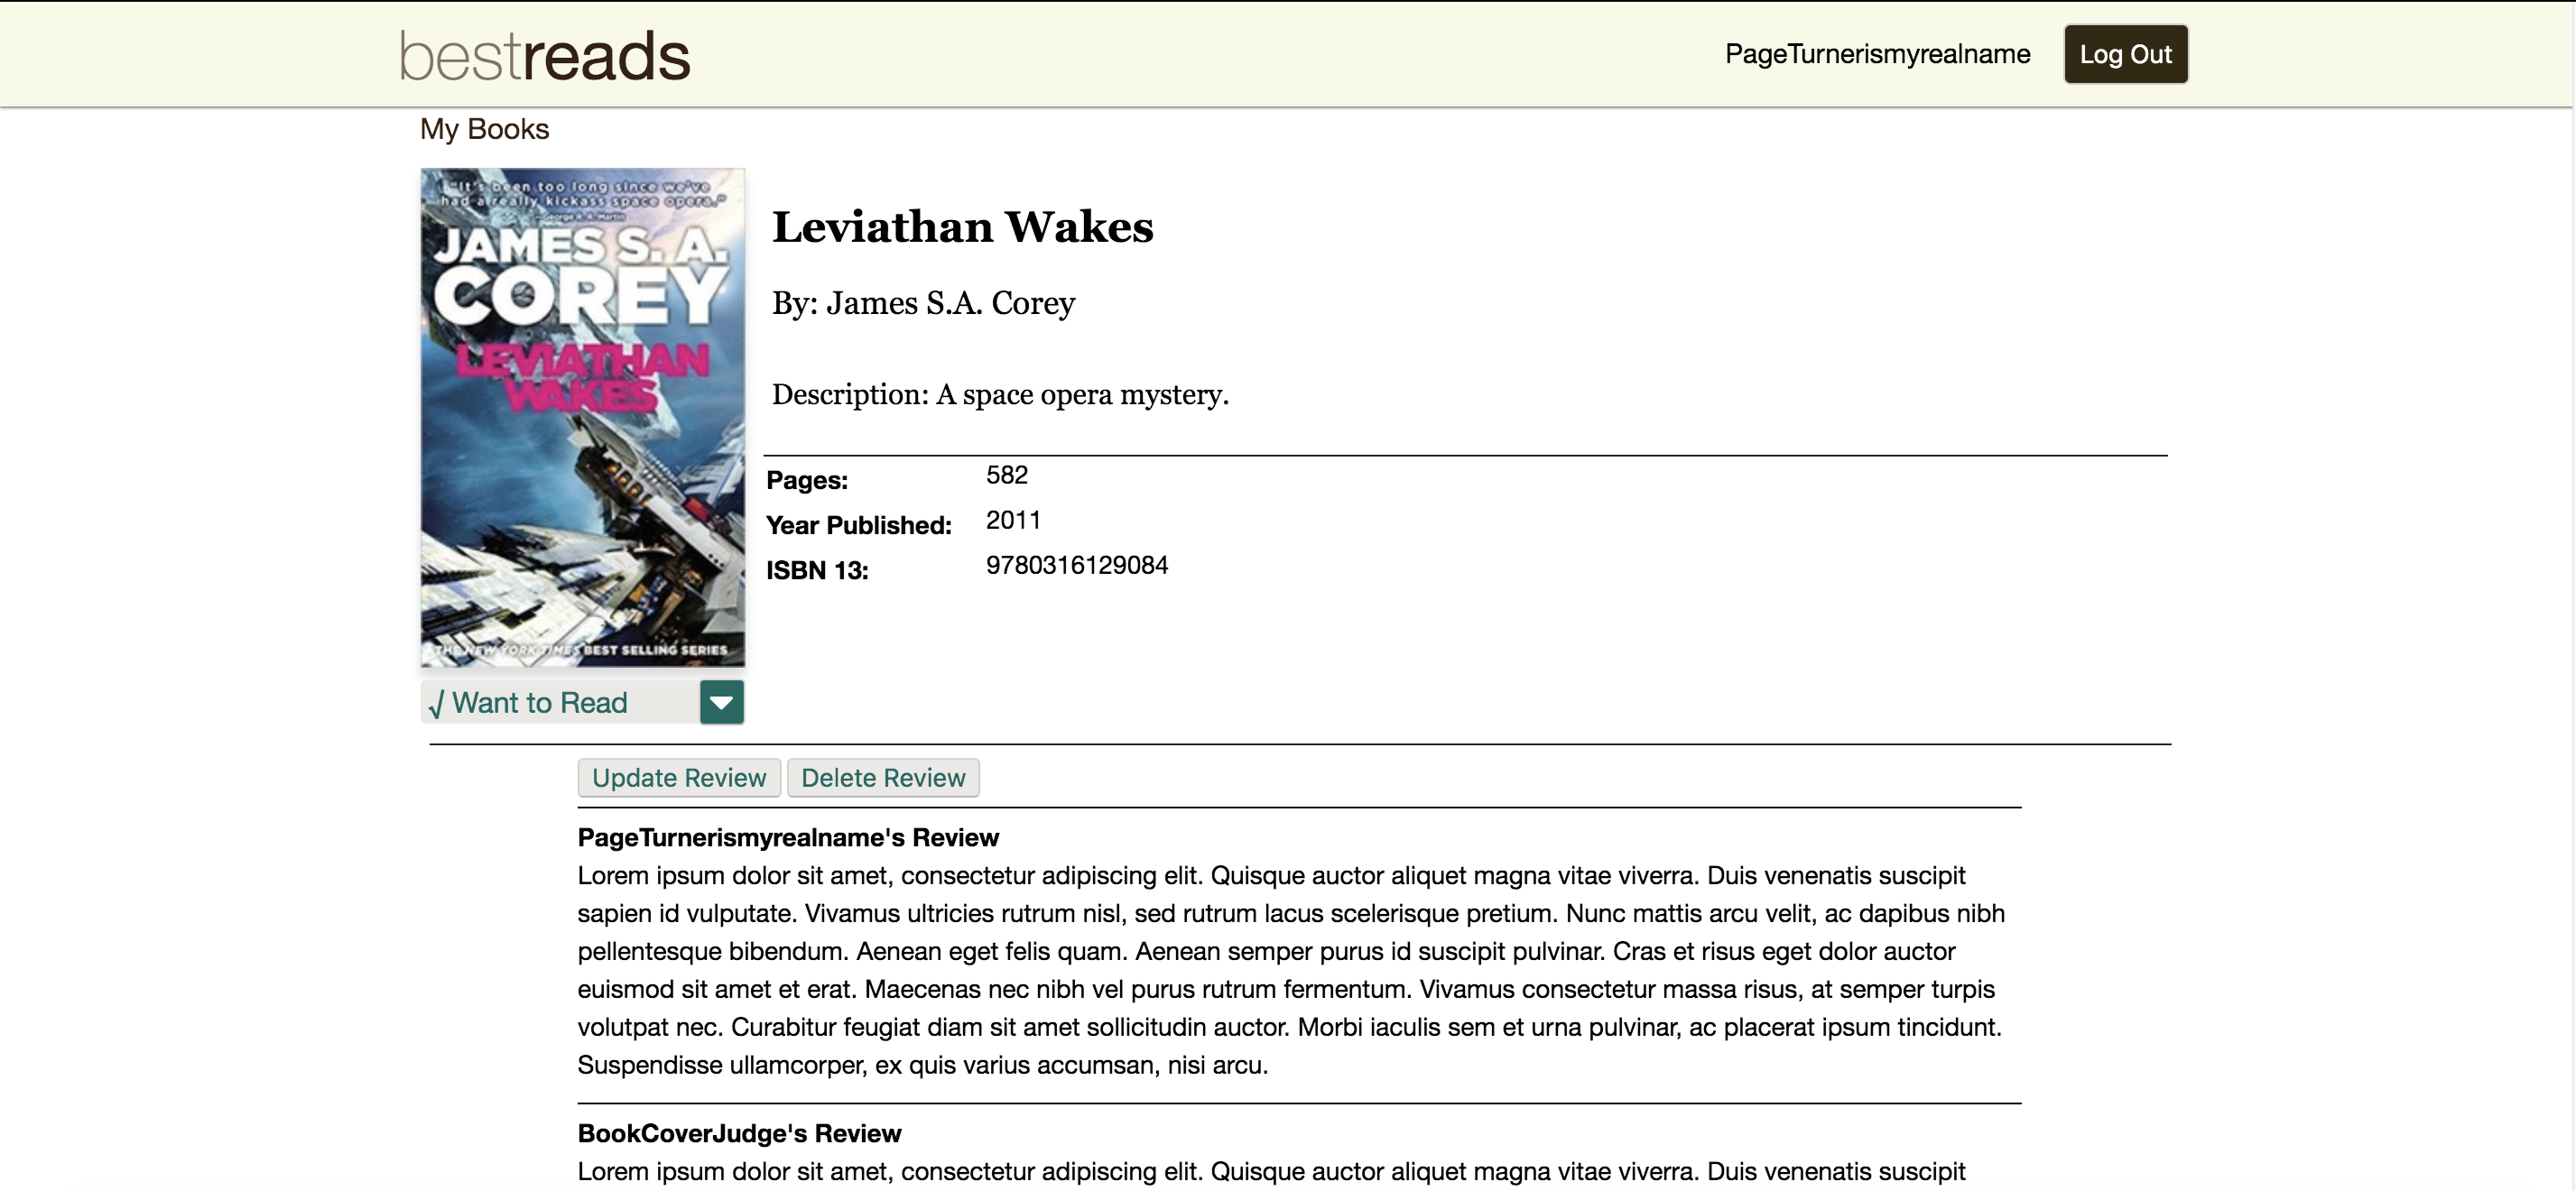 bestreads
PageTurnerismyrealname
Log Out
My Books
"It's been too long since we've
had a really kickass space opera."
—George R. R. Martin
JAMES S. A.
COREY
LEVIATHAN
WAKES
THE NEW YORK TIMES BEST SELLING SERIES
Leviathan Wakes
By: James S.A. Corey
Description: A space opera mystery.
Pages: 582
Year Published: 2011
ISBN 13: 9780316129084
√ Want to Read
Update Review
Delete Review
PageTurnerismyrealname's Review
Lorem ipsum dolor sit amet, consectetur adipiscing elit. Quisque auctor aliquet magna vitae viverra. Duis venenatis suscipit
sapien id vulputate. Vivamus ultricies rutrum nisl, sed rutrum lacus scelerisque pretium. Nunc mattis arcu velit, ac dapibus nibh
pellentesque bibendum. Aenean eget felis quam. Aenean semper purus id suscipit pulvinar. Cras et risus eget dolor auctor
euismod sit amet et erat. Maecenas nec nibh vel purus rutrum fermentum. Vivamus consectetur massa risus, at semper turpis
volutpat nec. Curabitur feugiat diam sit amet sollicitudin auctor. Morbi iaculis sem et urna pulvinar, ac placerat ipsum tincidunt.
Suspendisse ullamcorper, ex quis varius accumsan, nisi arcu.
BookCoverJudge's Review
Lorem ipsum dolor sit amet, consectetur adipiscing elit. Quisque auctor aliquet magna vitae viverra. Duis venenatis suscipit